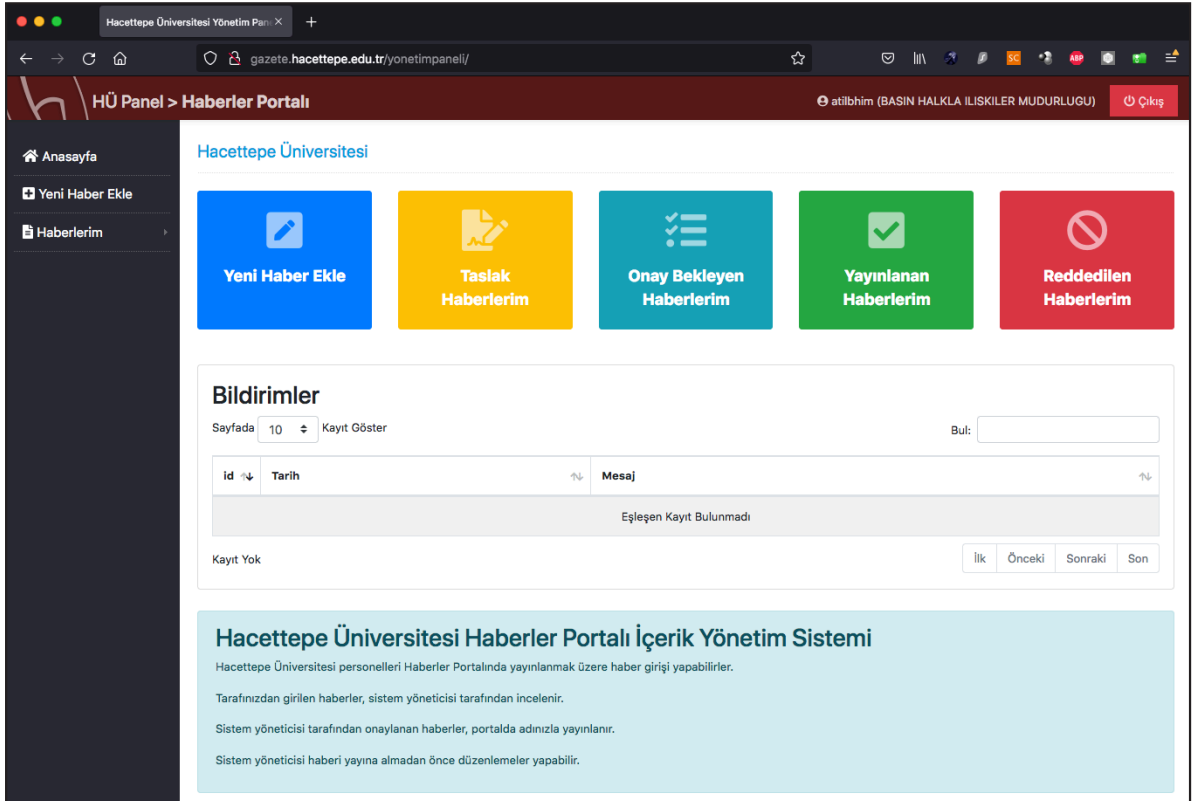 Hacettepe Üniversitesi Yönetim Pan
gazete.hacettepe.edu.tr/yonetimpaneli/
SC
ABP
HÜ Panel > Haberler Portalı
atilbhim (BASIN HALKLA ILISKILER MUDURLUGU)
Çıkış
Anasayfa
Yeni Haber Ekle
Haberlerim
Hacettepe Üniversitesi
Yeni Haber Ekle
Taslak
Haberlerim
Onay Bekleyen
Haberlerim
Yayınlanan
Haberlerim
Reddedilen
Haberlerim
Bildirimler
Sayfada 10 Kayıt Göster
Bul:
id Tarih Mesaj
Eşleşen Kayıt Bulunmadı
Kayıt Yok
İlk Önceki Sonraki Son
Hacettepe Üniversitesi Haberler Portalı İçerik Yönetim Sistemi
Hacettepe Üniversitesi personelleri Haberler Portalında yayınlanmak üzere haber girişi yapabilirler.
Tarafınızdan girilen haberler, sistem yöneticisi tarafından incelenir.
Sistem yöneticisi tarafından onaylanan haberler, portalda adınızla yayınlanır.
Sistem yöneticisi haberi yayına almadan önce düzenlemeler yapabilir.